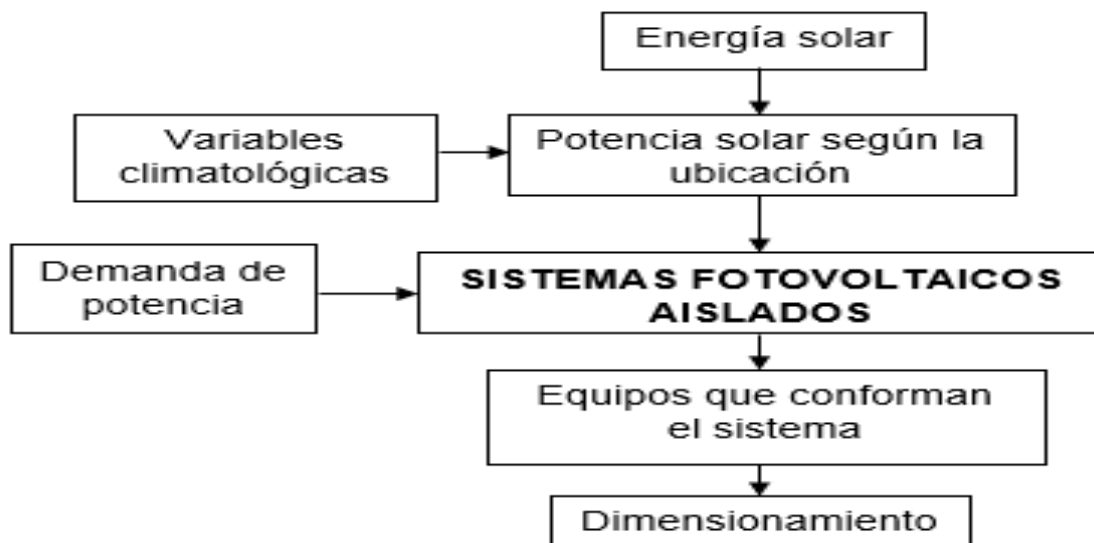 Energía solar
Variables
climatológicas
Potencia solar según la
ubicación
Demanda de
potencia
SISTEMAS FOTOVOLTAICOS
AISLADOS
Equipos que conforman
el sistema
Dimensionamiento